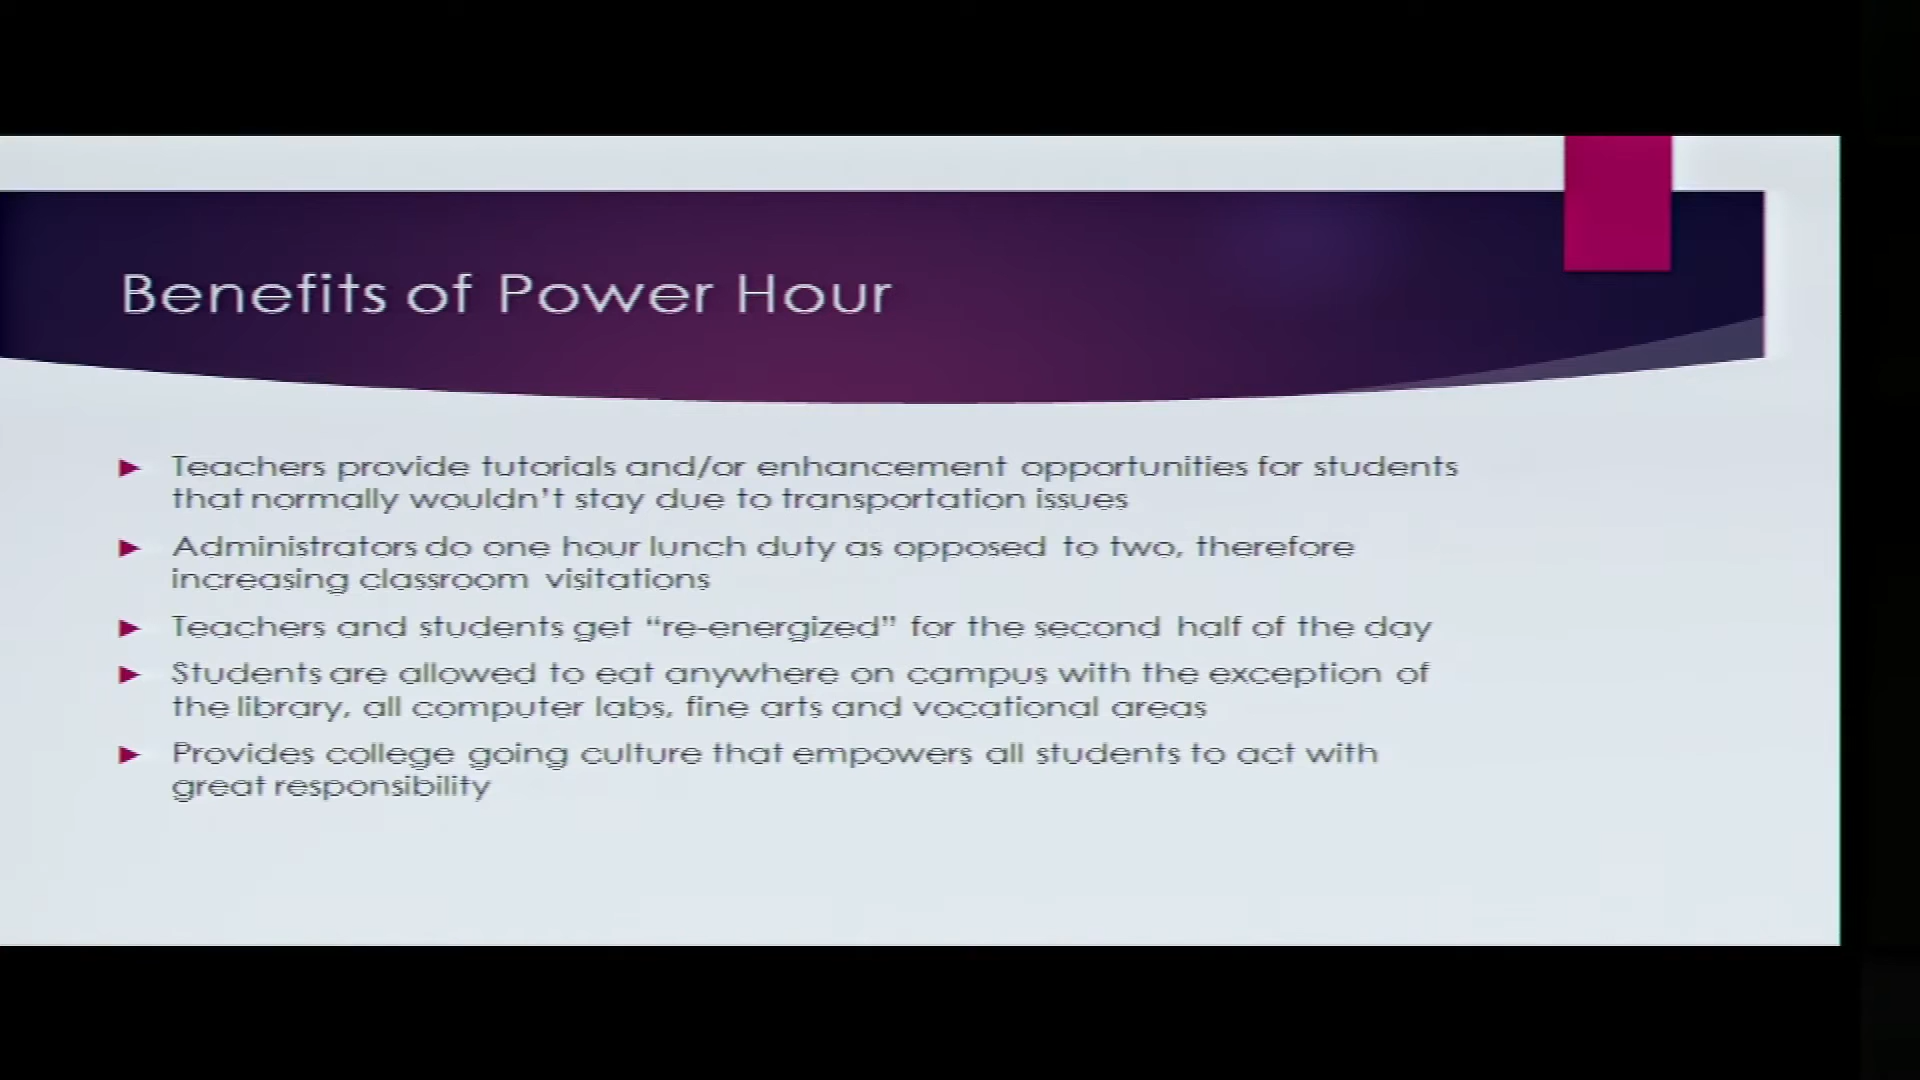 Benefits of Power Hour
Teachers provide tutorials and/or enhancement opportunities for students
that normally wouldn't stay due to transportation issues
Administrators do one hour lunch duty as opposed to two, therefore
increasing classroom visitations
Teachers and students get “re-energized” for the second half of the day
Students are allowed to eat anywhere on campus with the exception of
the library, all computer labs, fine arts and vocational areas
Provides college going culture that empowers all students to act with
great responsibility